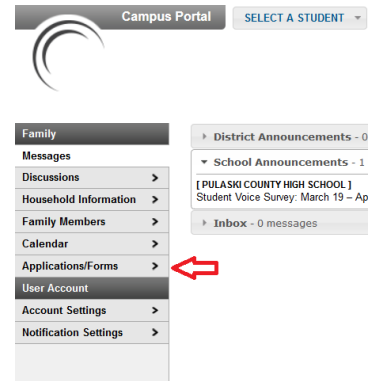 Campus Portal
SELECT A STUDENT
Family
Messages
Discussions
Household Information
Family Members
Calendar
Applications/Forms
User Account
Account Settings
Notification Settings
District Announcements - 0
School Announcements - 1
[ PULASKI COUNTY HIGH SCHOOL ]
Student Voice Survey: March 19 – Ap
Inbox - 0 messages